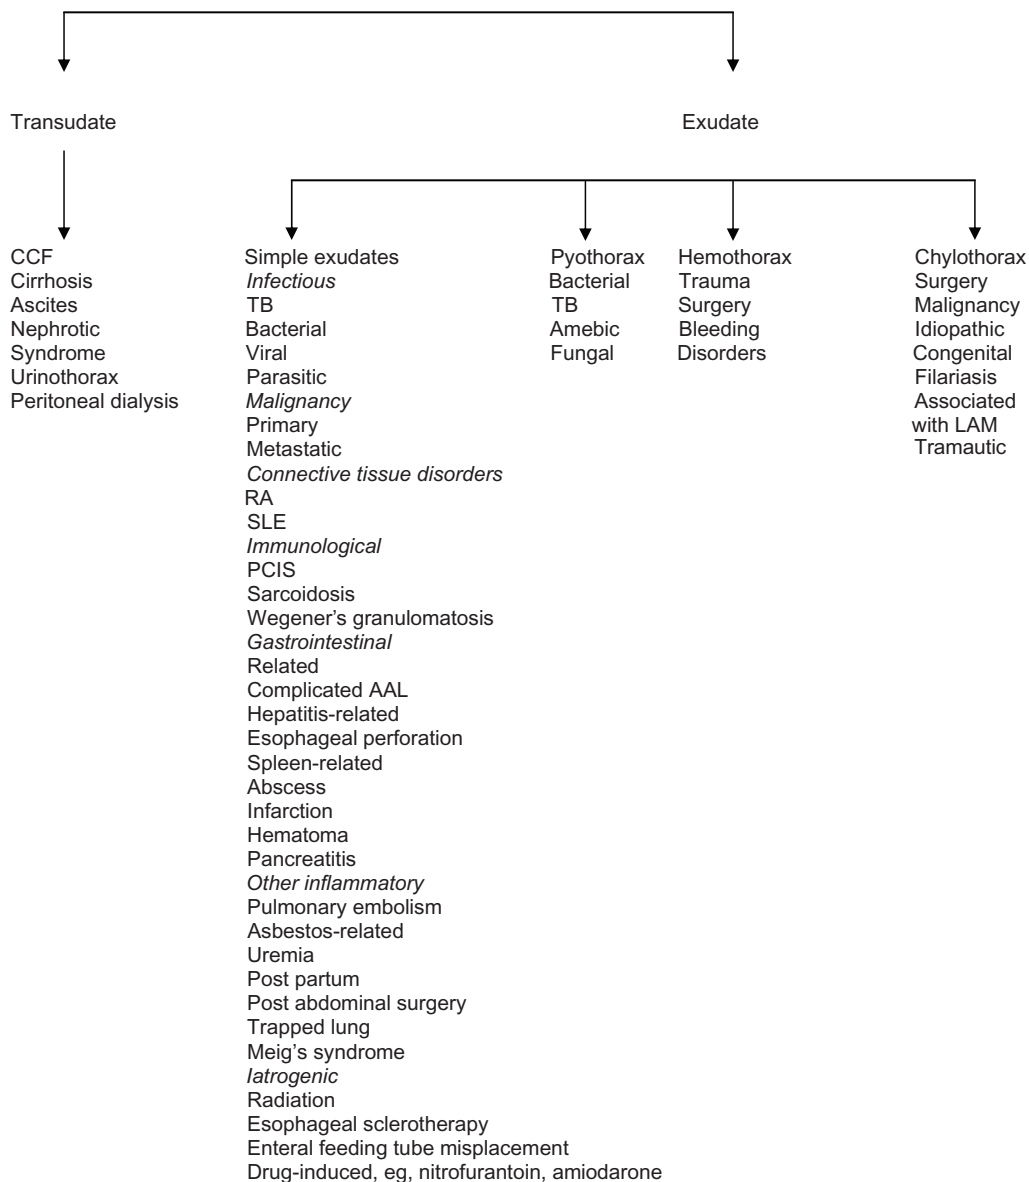 Transudate
Exudate
CCF
Cirrhosis
Ascites
Nephrotic
Syndrome
Urinothorax
Peritoneal dialysis
Simple exudates
Infectious
TB
Bacterial
Viral
Parasitic
Malignancy
Primary
Metastatic
Connective tissue disorders
RA
SLE
Immunological
PCIS
Sarcoidosis
Wegener’s granulomatosis
Gastrointestinal
Related
Complicated AAL
Hepatitis-related
Esophageal perforation
Spleen-related
Abscess
Infarction
Hematoma
Pancreatitis
Other inflammatory
Pulmonary embolism
Asbestos-related
Uremia
Post partum
Post abdominal surgery
Trapped lung
Meig’s syndrome
Iatrogenic
Radiation
Esophageal sclerotherapy
Enteral feeding tube misplacement
Drug-induced, eg, nitrofurantoin, amiodarone
Pyothorax
Bacterial
TB
Amebic
Fungal
Hemothorax
Trauma
Surgery
Bleeding
Disorders
Chylothorax
Surgery
Malignancy
Idiopathic
Congenital
Filariasis
Associated
with LAM
Tramautic